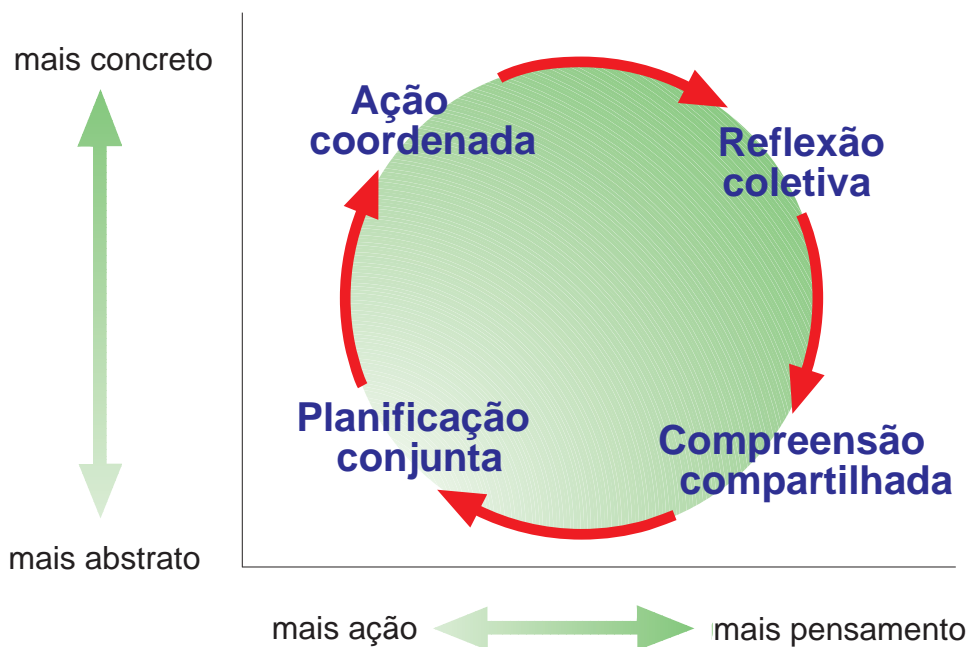 mais concreto
Ação
coordenada
Reflexão
coletiva
Planificação
conjunta
Compreensão
compartilhada
mais abstrato
mais ação
mais pensamento